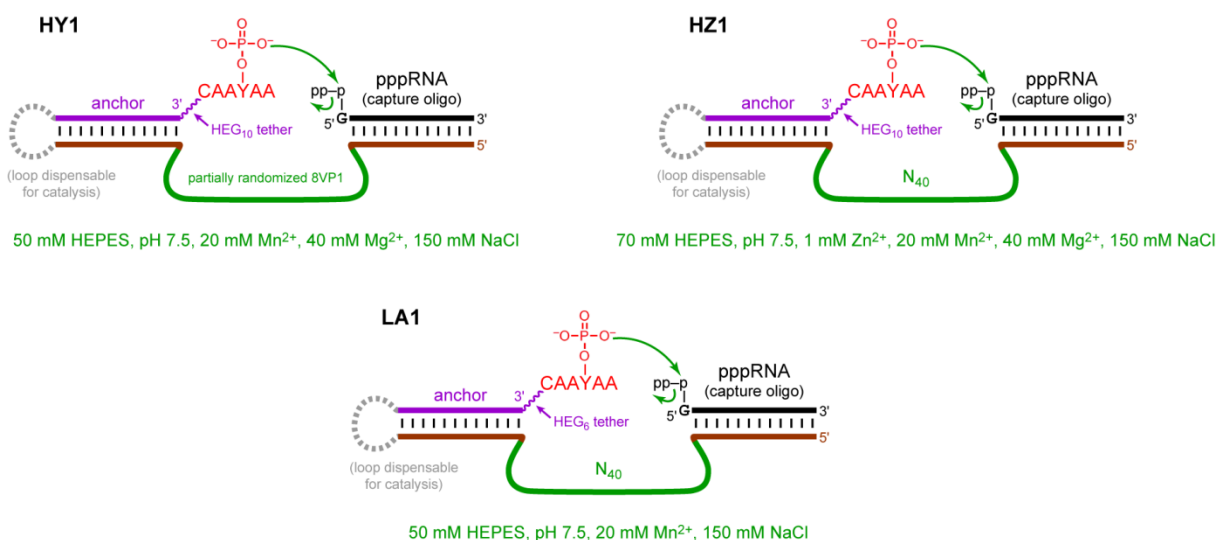 HY1
O
⁻O–P–O⁻
O
CAAYAA
pppRNA
(capture oligo)
pp–p
anchor
3'
HEG₁₀ tether
5'
G
3'
5'
(loop dispensable
for catalysis)
partially randomized 8VP1
50 mM HEPES, pH 7.5, 20 mM Mn²⁺, 40 mM Mg²⁺, 150 mM NaCl
HZ1
O
⁻O–P–O⁻
O
CAAYAA
pppRNA
(capture oligo)
pp–p
anchor
3'
HEG₁₀ tether
5'
G
3'
5'
(loop dispensable
for catalysis)
N₄₀
70 mM HEPES, pH 7.5, 1 mM Zn²⁺, 20 mM Mn²⁺, 40 mM Mg²⁺, 150 mM NaCl
LA1
O
⁻O–P–O⁻
O
CAAYAA
pppRNA
(capture oligo)
pp–p
anchor
3'
HEG₆ tether
5'
G
3'
5'
(loop dispensable
for catalysis)
N₄₀
50 mM HEPES, pH 7.5, 20 mM Mn²⁺, 150 mM NaCl